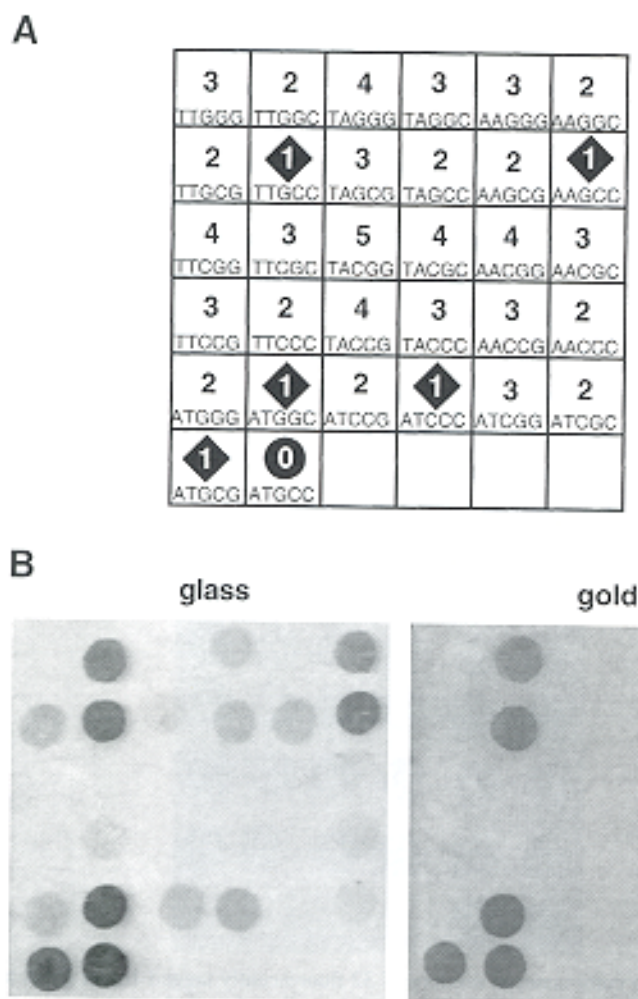 A
3 2 4 3 3 2
TTGGG TTGGC TAGGG TAGGC AAGGG AAGGC
2 1 3 2 2 1
TTGCG TTGCC TAGCG TAGCC AAGCG AAGCC
4 3 5 4 4 3
TTCGG TTCGC TACGG TACGC AACGG AACGC
3 2 4 3 3 2
TTCCG TTCCC TACCG TACCC AACCG AACCC
2 1 2 1 3 2
ATGGG ATGGC ATCCG ATCCC ATCGG ATCGC
1 0
ATGCG ATGCC
B
glass gold